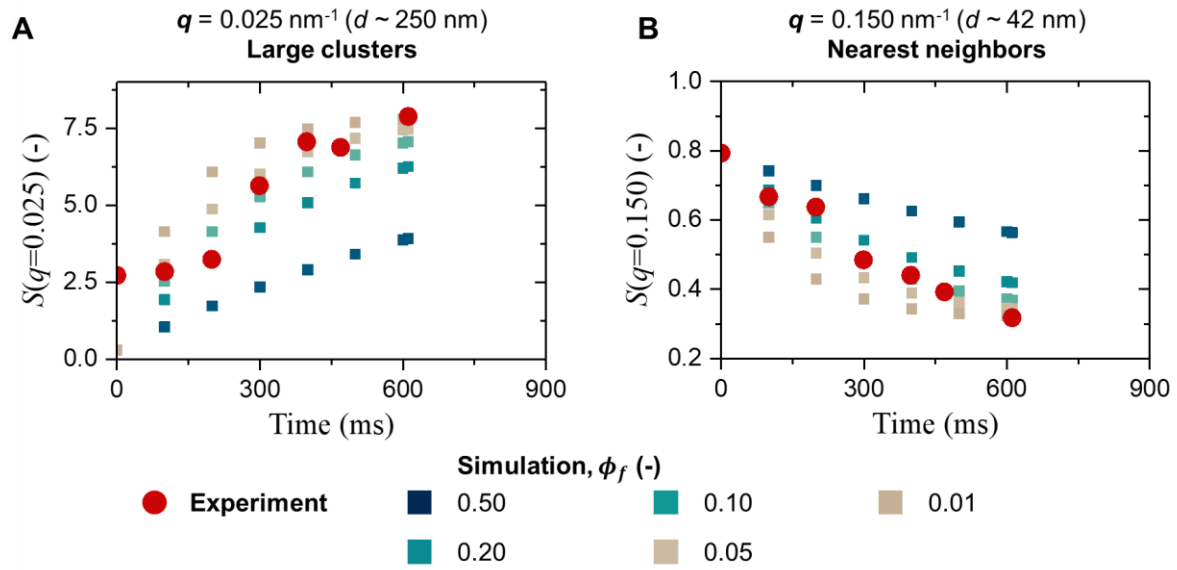 A
q = 0.025 nm⁻¹ (d ~ 250 nm)
Large clusters
S(q=0.025) (-)
7.5
5.0
2.5
0.0
0 300 600 900
Time (ms)
B
q = 0.150 nm⁻¹ (d ~ 42 nm)
Nearest neighbors
S(q=0.150) (-)
1.0
0.8
0.6
0.4
0.2
0 300 600 900
Time (ms)
Simulation, ϕf (-)
Experiment 0.50 0.10 0.01
0.20 0.05